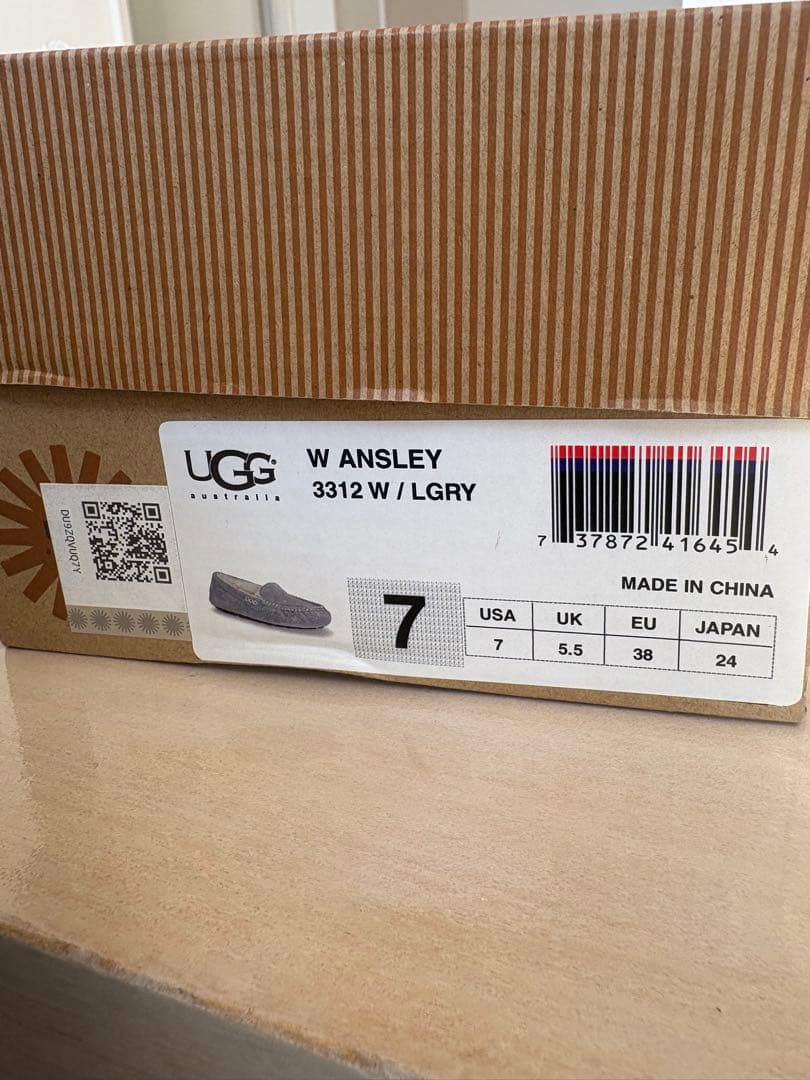 UGG®
australia
W ANSLEY
3312 W / LGRY
7 37872 41645 4
MADE IN CHINA
7
USA UK EU JAPAN
7 5.5 38 24
DU9ZQVUQ7Y